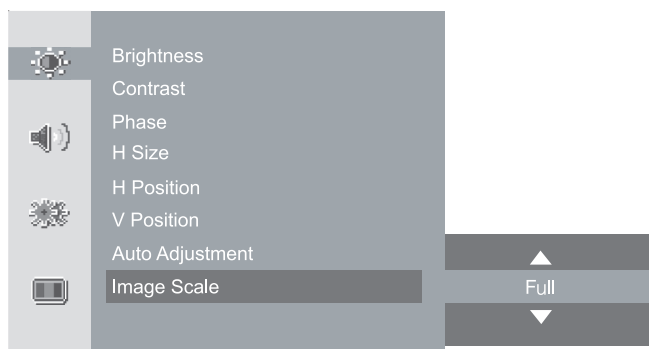 Brightness
Contrast
Phase
H Size
H Position
V Position
Auto Adjustment
Image Scale
Full